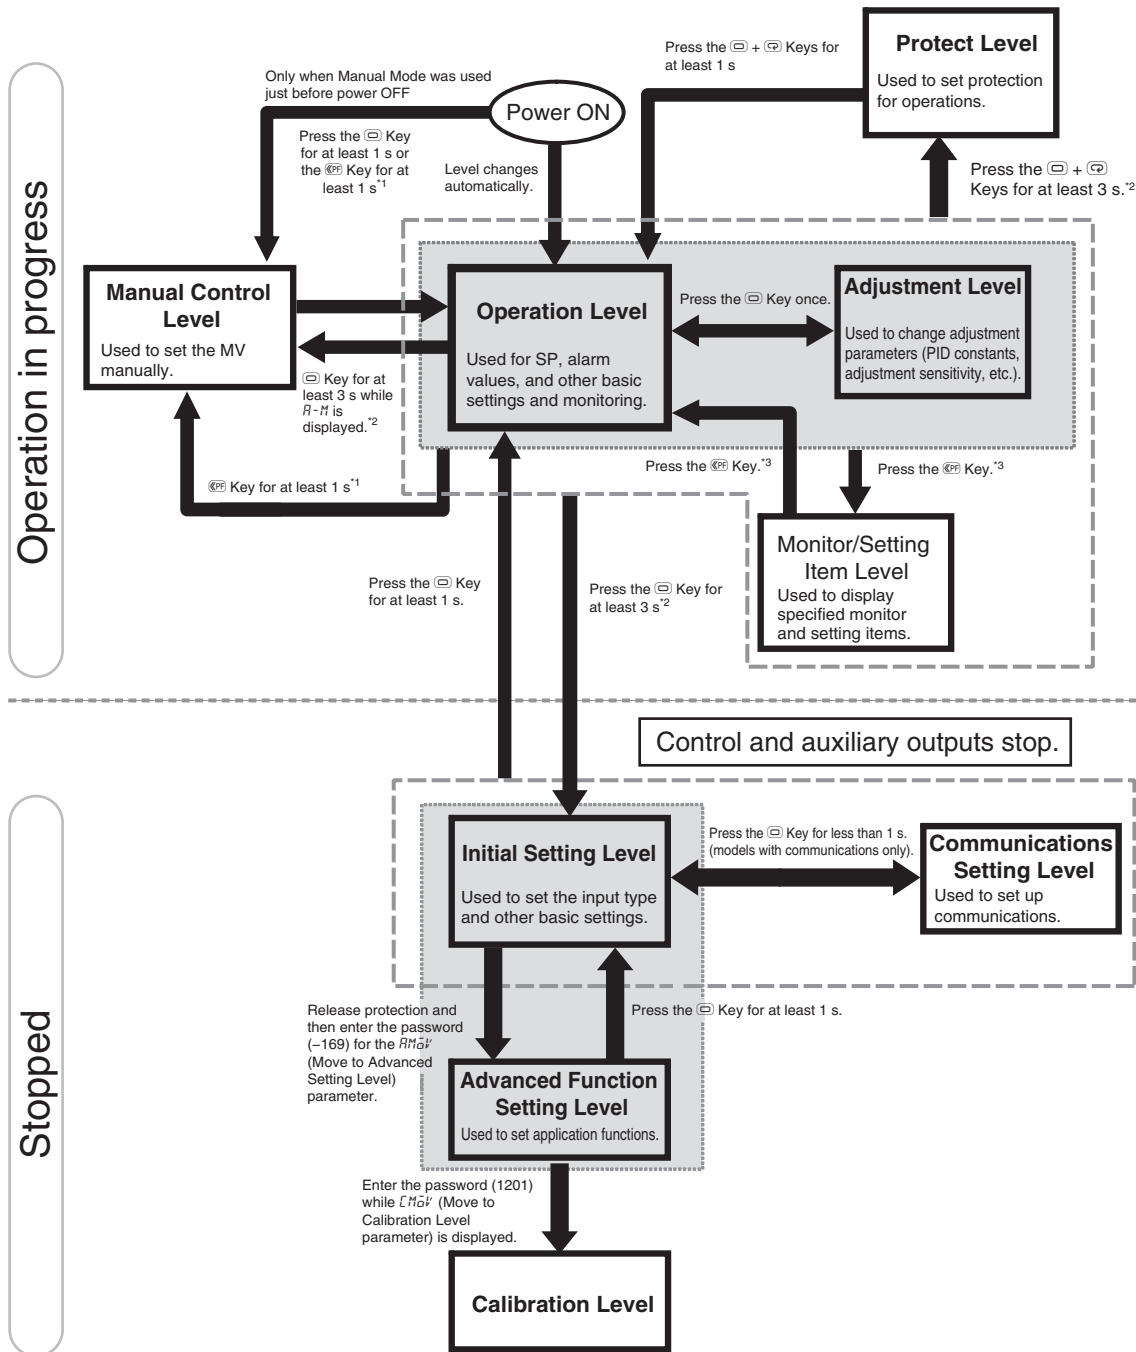 Operation in progress
Press the + Keys for
at least 1 s
Protect Level
Used to set protection
for operations.
Only when Manual Mode was used
just before power OFF
Power ON
Press the Key
for at least 1 s or
the PF Key for at
least 1 s*1
Level changes
automatically.
Press the +
Keys for at least 3 s.*2
Manual Control
Level
Used to set the MV
manually.
Operation Level
Used for SP, alarm
values, and other basic
settings and monitoring.
Press the Key once.
Adjustment Level
Used to change adjustment
parameters (PID constants,
adjustment sensitivity, etc.).
Key for at
least 3 s while
A-M is
displayed.*2
PF Key for at least 1 s*1
Press the PF Key.*3
Press the PF Key.*3
Monitor/Setting
Item Level
Used to display
specified monitor
and setting items.
Press the Key
for at least 1 s.
Press the Key for
at least 3 s*2
Stopped
Control and auxiliary outputs stop.
Initial Setting Level
Used to set the input type
and other basic settings.
Press the Key for less than 1 s.
(models with communications only).
Communications
Setting Level
Used to set up
communications.
Release protection and
then enter the password
(−169) for the AMoV
(Move to Advanced
Setting Level)
parameter.
Press the Key for at least 1 s.
Advanced Function
Setting Level
Used to set application functions.
Enter the password (1201)
while CMoV (Move to
Calibration Level
parameter) is displayed.
Calibration Level